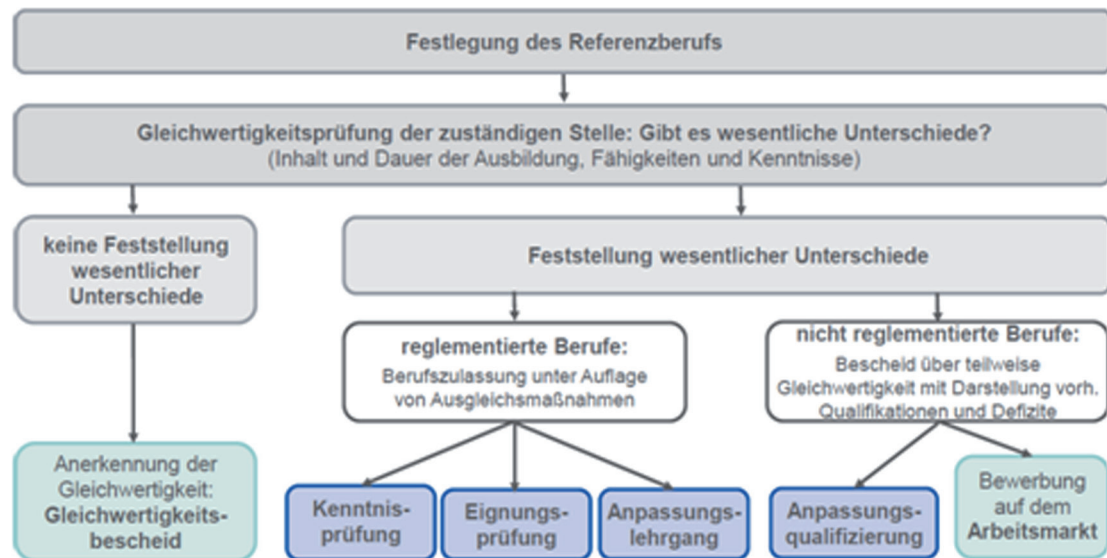 Festlegung des Referenzberufs
Gleichwertigkeitsprüfung der zuständigen Stelle: Gibt es wesentliche Unterschiede?
(Inhalt und Dauer der Ausbildung, Fähigkeiten und Kenntnisse)
keine Feststellung
wesentlicher
Unterschiede
Feststellung wesentlicher Unterschiede
reglementierte Berufe:
Berufszulassung unter Auflage
von Ausgleichsmaßnahmen
nicht reglementierte Berufe:
Bescheid über teilweise
Gleichwertigkeit mit Darstellung vorh.
Qualifikationen und Defizite
Anerkennung der
Gleichwertigkeit:
Gleichwertigkeits-
bescheid
Kenntnis-
prüfung
Eignungs-
prüfung
Anpassungs-
lehrgang
Anpassungs-
qualifizierung
Bewerbung
auf dem
Arbeitsmarkt